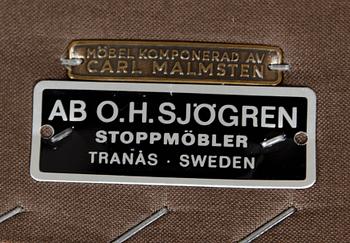 MÖBEL KOMPONERAD AV
CARL MALMSTEN
AB O.H.SJÖGREN
STOPPMÖBLER
TRANÅS · SWEDEN